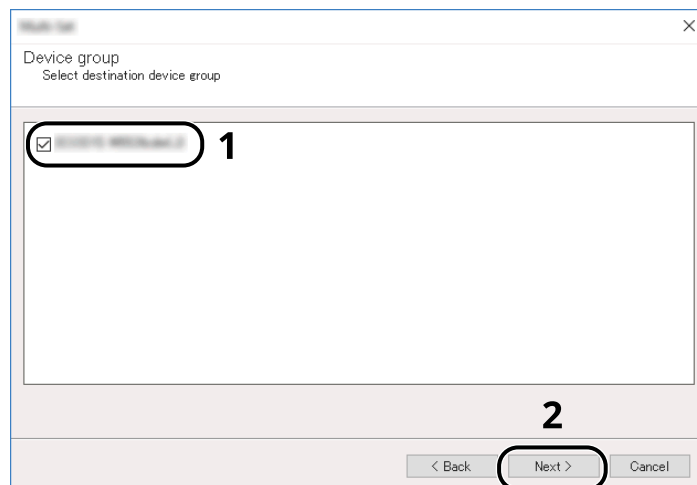 Device group
Select destination device group
1
2
< Back
Next >
Cancel